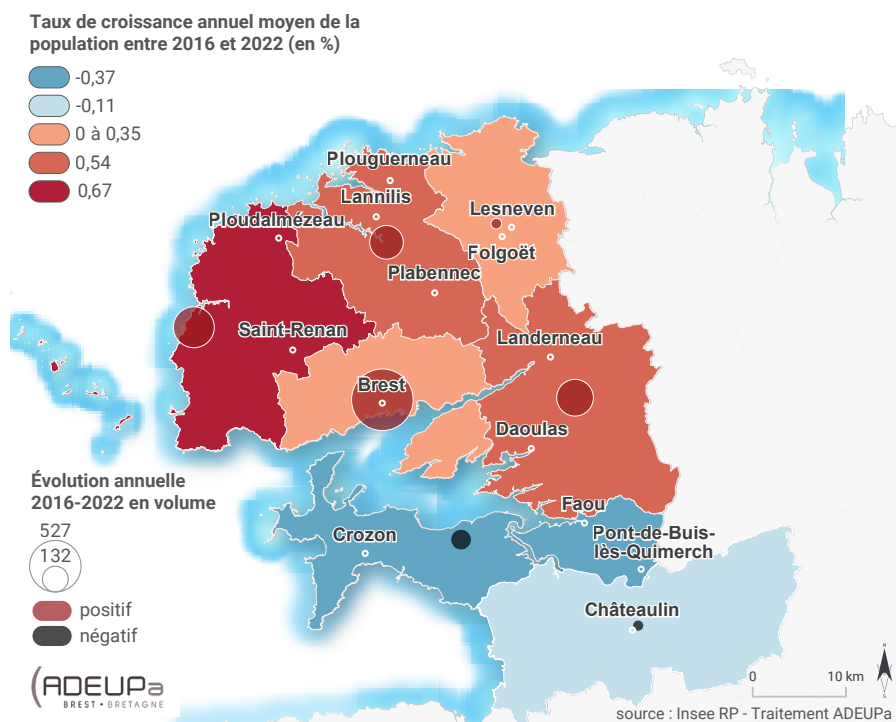 Taux de croissance annuel moyen de la
population entre 2016 et 2022 (en %)
-0,37
-0,11
0 à 0,35
0,54
0,67
Plouguerneau
Lannilis
Ploudalmézeau
Lesneven
Folgoët
Plabennec
Saint-Renan
Landerneau
Brest
Daoulas
Faou
Crozon
Pont-de-Buis-
lès-Quimerch
Châteaulin
Évolution annuelle
2016-2022 en volume
527
132
positif
négatif
ADEUPa
BREST • BRETAGNE
N
0 10 km
source : Insee RP - Traitement ADEUPa